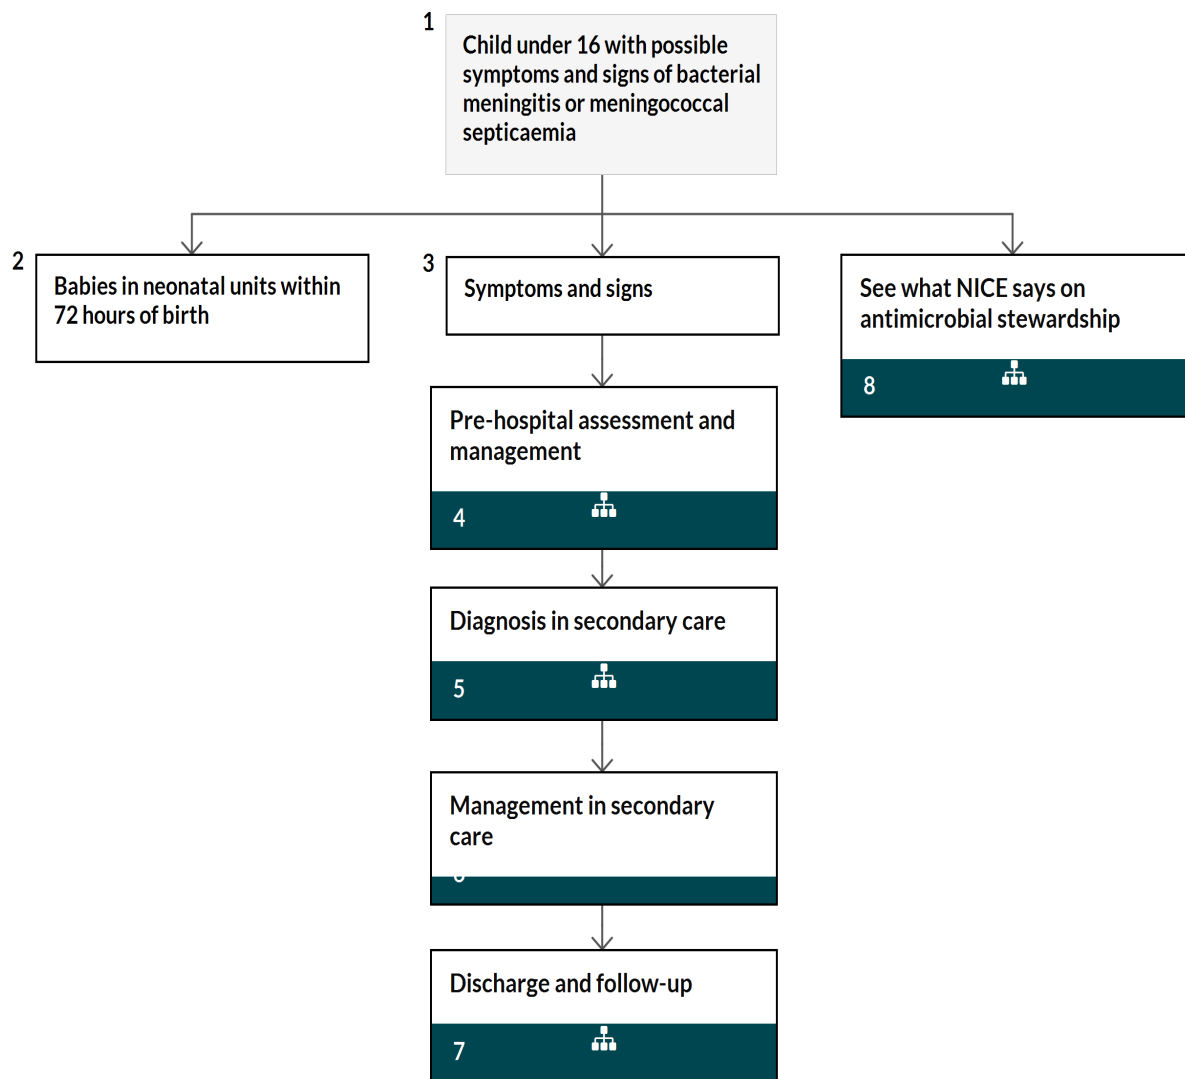 1
Child under 16 with possible
symptoms and signs of bacterial
meningitis or meningococcal
septicaemia
2
Babies in neonatal units within
72 hours of birth
3
Symptoms and signs
See what NICE says on
antimicrobial stewardship
8
Pre-hospital assessment and
management
4
Diagnosis in secondary care
5
Management in secondary
care
Discharge and follow-up
7